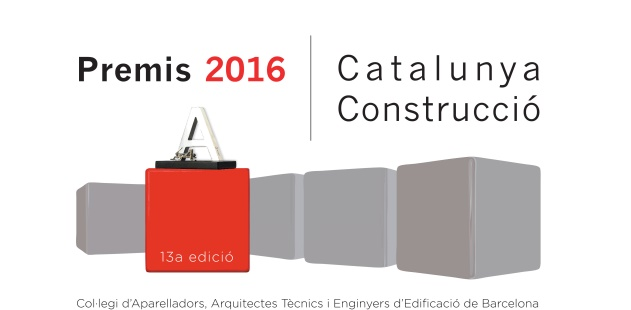 Premis 2016
Catalunya
Construcció
A
13a edició
Col·legi d'Aparelladors, Arquitectes Tècnics i Enginyers d'Edificació de Barcelona